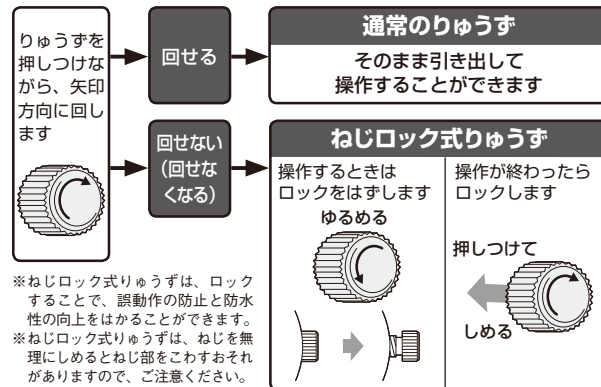 りゅうずを
押しつけな
がら、矢印
方向に回し
ます
回せる
通常のりゅうず
そのまま引き出して
操作することができます
回せない
(回せな
くなる)
ねじロック式りゅうず
操作するときは
ロックをはずします
ゆるめる
操作が終わったら
ロックします
押しつけて
しめる
※ねじロック式りゅうずは、ロック
することで、誤動作の防止と防水
性の向上をはかることができます。
※ねじロック式りゅうずは、ねじを無
理にしめるとねじ部をこわすおそれ
がありますので、ご注意ください。